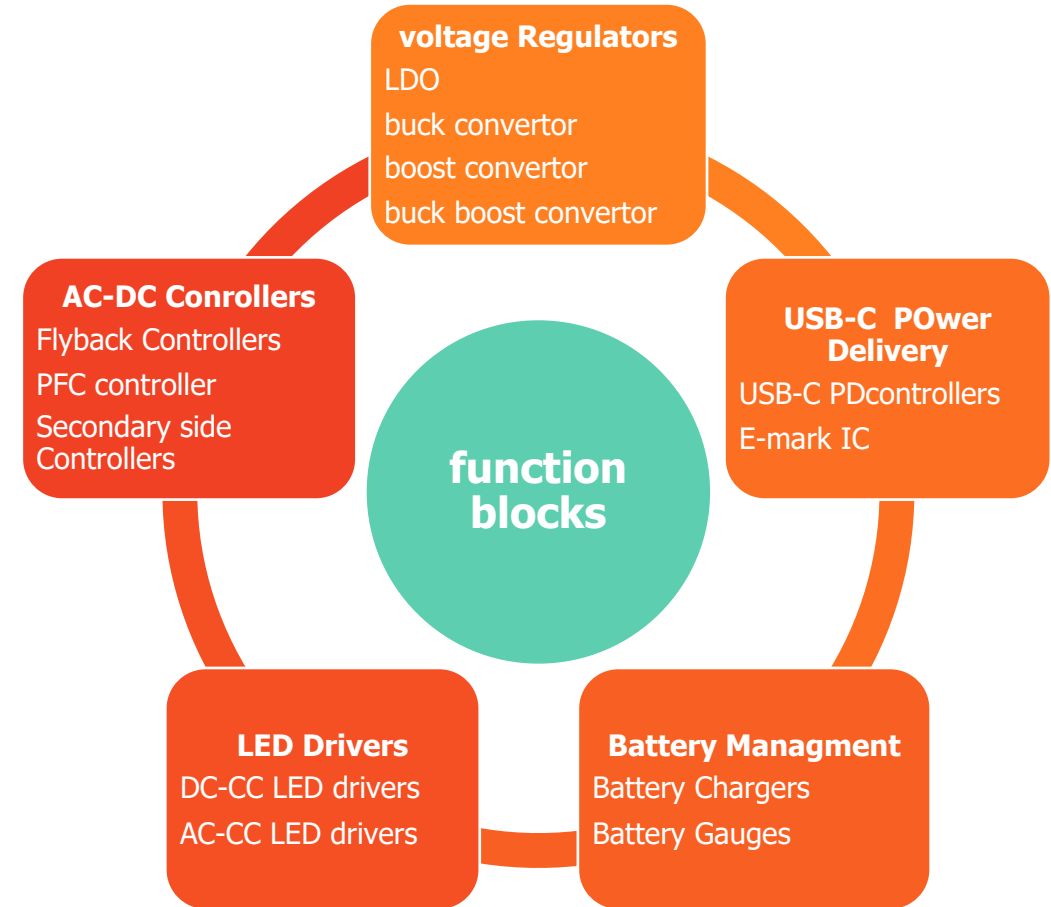 voltage Regulators
LDO
buck convertor
boost convertor
buck boost convertor
AC-DC Conrollers
Flyback Controllers
PFC controller
Secondary side
Controllers
USB-C  POwer
Delivery
USB-C PDcontrollers
E-mark IC
function
blocks
LED Drivers
DC-CC LED drivers
AC-CC LED drivers
Battery Managment
Battery Chargers
Battery Gauges